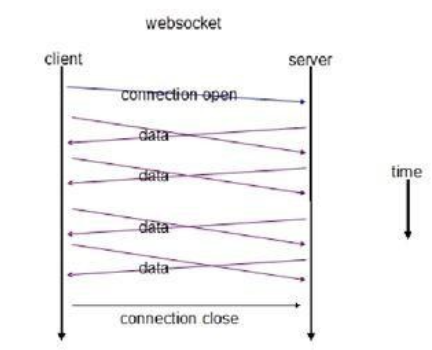 websocket
client
server
connection open
data
data
time
data
data
connection close